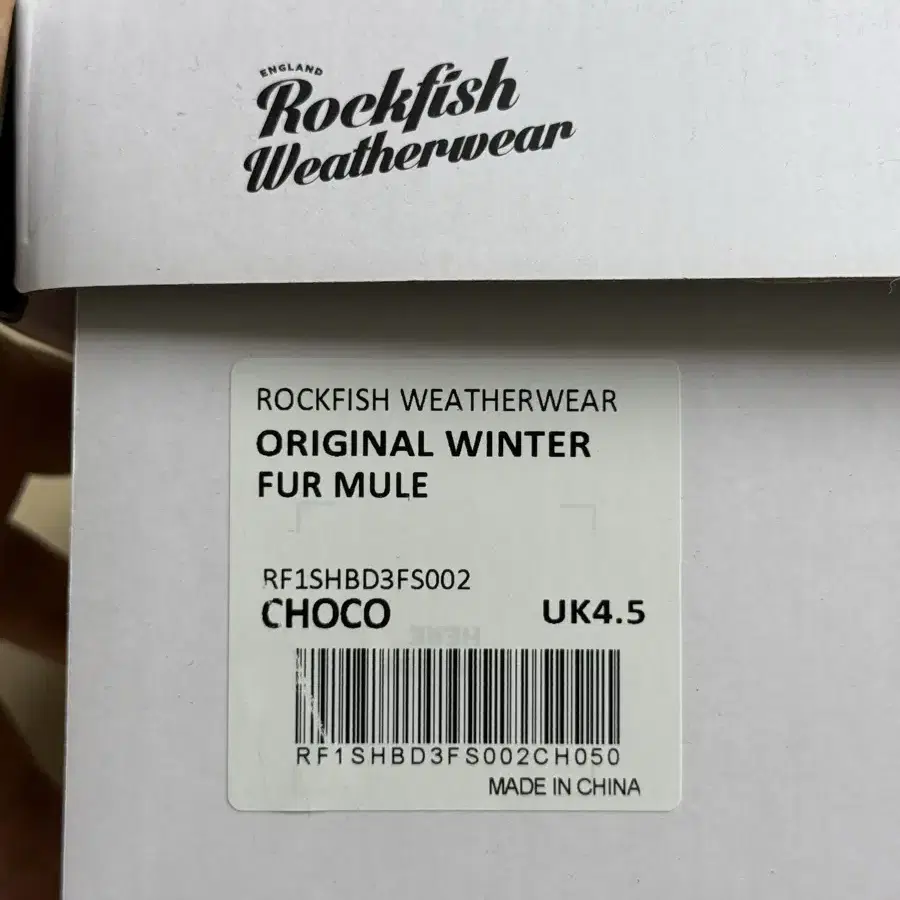 ENGLAND
Rockfish
Weatherwear
ROCKFISH WEATHERWEAR
ORIGINAL WINTER
FUR MULE
RF1SHBD3FS002
CHOCO UK4.5
RF1SHBD3FS002CH050
MADE IN CHINA